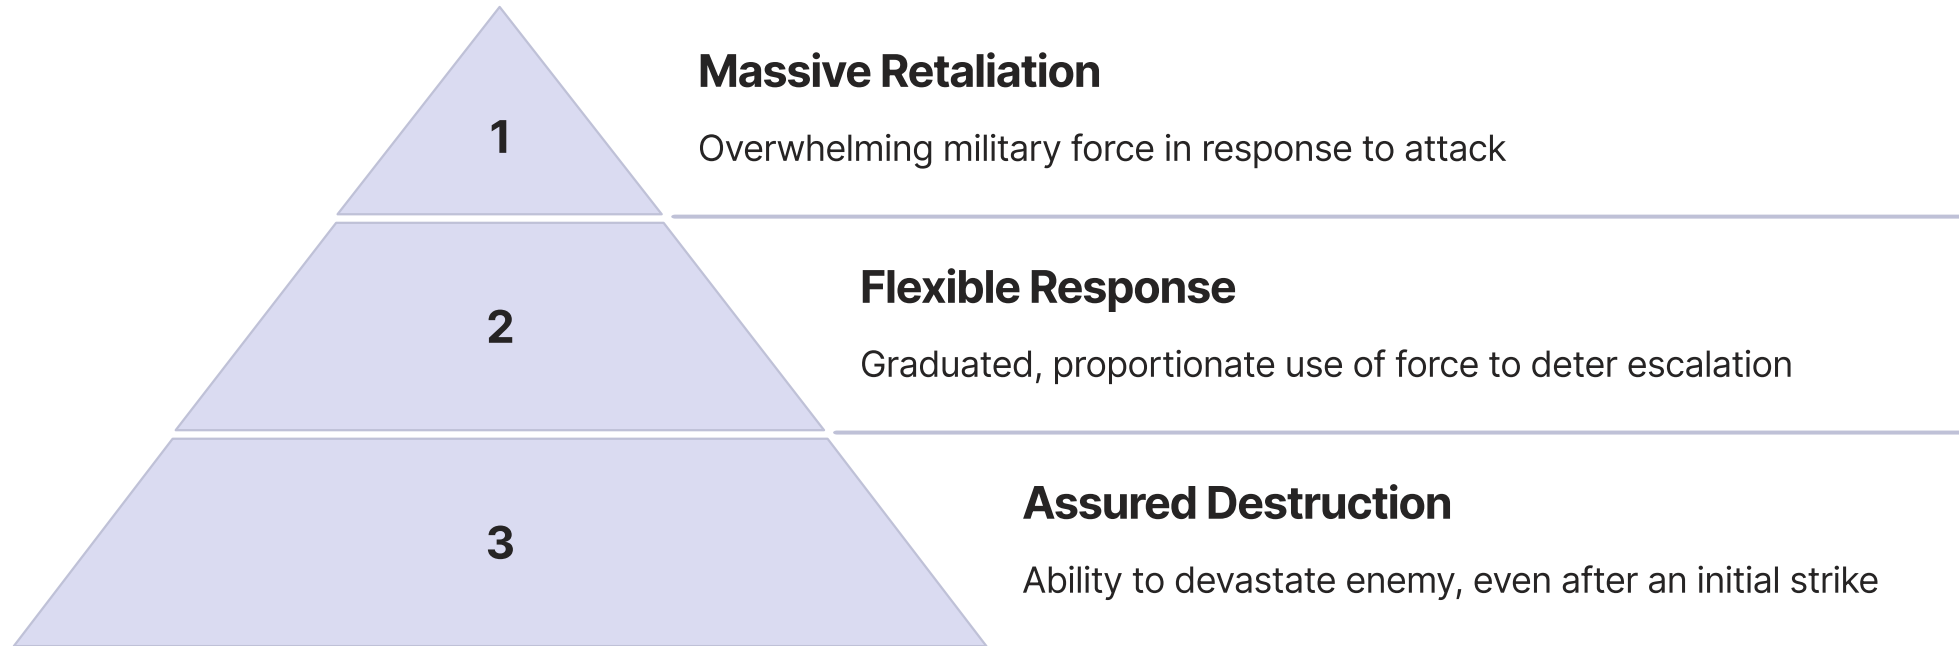 1
Massive Retaliation
Overwhelming military force in response to attack
2
Flexible Response
Graduated, proportionate use of force to deter escalation
3
Assured Destruction
Ability to devastate enemy, even after an initial strike